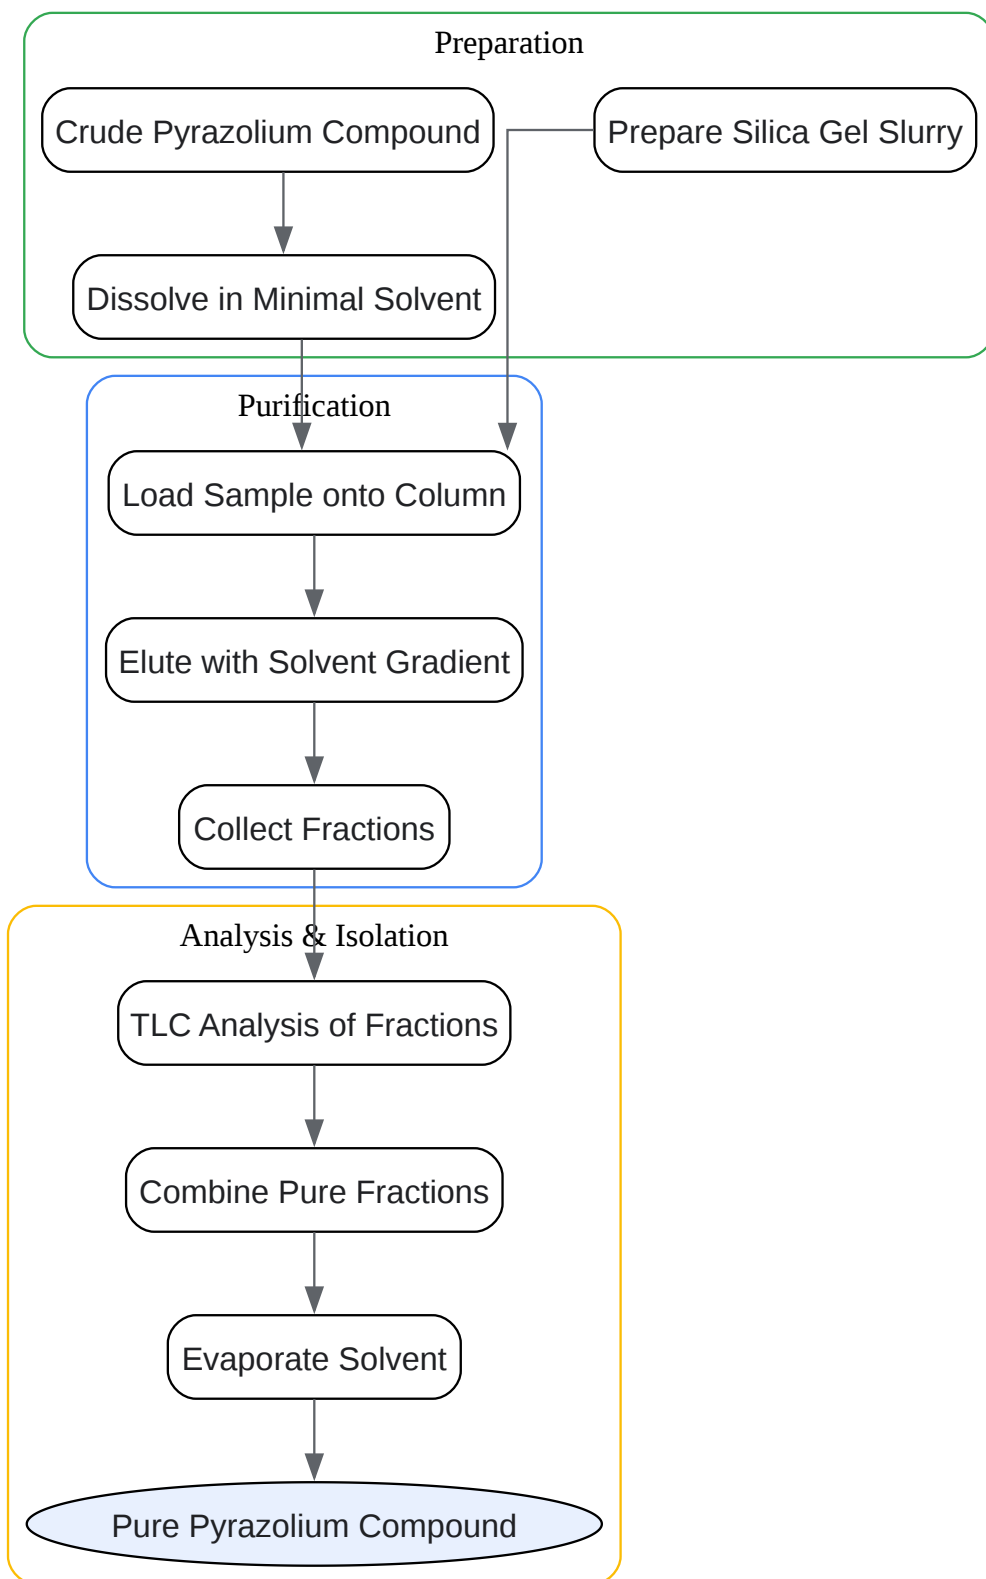 Preparation
Crude Pyrazolium Compound
Prepare Silica Gel Slurry
Dissolve in Minimal Solvent
Purification
Load Sample onto Column
Elute with Solvent Gradient
Collect Fractions
Analysis & Isolation
TLC Analysis of Fractions
Combine Pure Fractions
Evaporate Solvent
Pure Pyrazolium Compound